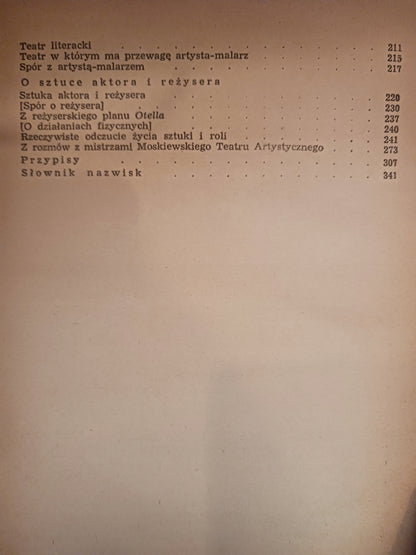 Teatr literacki . . . . . . . . . . . . . 211
Teatr w którym ma przewagę artysta-malarz . . . . . 215
Spór z artystą-malarzem . . . . . . . . . . 217
O sztuce aktora i reżysera
Sztuka aktora i reżysera . . . . . . . . . . 220
[Spór o reżysera] . . . . . . . . . . . . 230
Z reżyserskiego planu Otella . . . . . . . . . 237
[O działaniach fizycznych] . . . . . . . . . . 240
Rzeczywiste odczucie życia sztuki i roli . . . . . . 241
Z rozmów z mistrzami Moskiewskiego Teatru Artystycznego . . . 273
Przypisy . . . . . . . . . . . . . 307
Słownik nazwisk . . . . . . . . . . 341